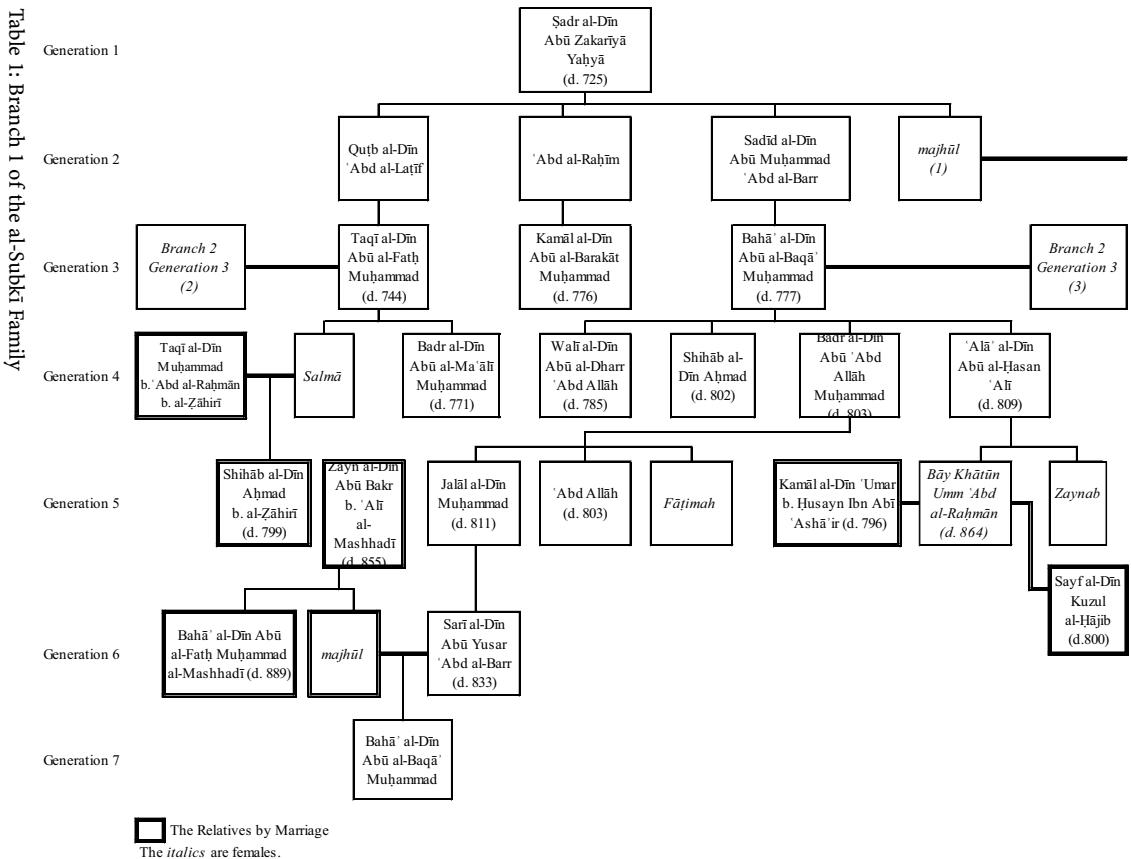 Table 1: Branch 1 of the al-Subkī Family
Generation 1
Ṣadr al-Dīn
Abū Zakarīyā
Yaḥyā
(d. 725)
Generation 2
Quṭb al-Dīn
ʿAbd al-Laṭīf
ʿAbd al-Raḥīm
Sadīd al-Dīn
Abū Muḥammad
ʿAbd al-Barr
majhūl
(1)
Generation 3
Branch 2
Generation 3
(2)
Taqī al-Dīn
Abū al-Fatḥ
Muḥammad
(d. 744)
Kamāl al-Dīn
Abū al-Barakāt
Muḥammad
(d. 776)
Bahāʾ al-Dīn
Abū al-Baqāʾ
Muḥammad
(d. 777)
Branch 2
Generation 3
(3)
Generation 4
Taqī al-Dīn
Muḥammad
b. ʿAbd al-Raḥmān
b. al-Ẓāhirī
Salmā
Badr al-Dīn
Abū al-Maʿālī
Muḥammad
(d. 771)
Walī al-Dīn
Abū al-Dharr
ʿAbd Allāh
(d. 785)
Shihāb al-
Dīn Aḥmad
(d. 802)
Badr al-Dīn
Abū ʿAbd
Allāh
Muḥammad
(d. 803)
ʿAlāʾ al-Dīn
Abū al-Ḥasan
ʿAlī
(d. 809)
Generation 5
Shihāb al-Dīn
Aḥmad
b. al-Ẓāhirī
(d. 799)
Zayn al-Dīn
Abū Bakr
b. ʿAlī
al-
Mashhadī
(d. 855)
Jalāl al-Dīn
Muḥammad
(d. 811)
ʿAbd Allāh
(d. 803)
Fāṭimah
Kamāl al-Dīn ʿUmar
b. Ḥusayn Ibn Abī
ʿAshāʾir (d. 796)
Bāy Khātūn
Umm ʿAbd
al-Raḥmān
(d. 864)
Zaynab
Sayf al-Dīn
Kuzul
al-Ḥājib
(d.800)
Generation 6
Bahāʾ al-Dīn Abū
al-Fatḥ Muḥammad
al-Mashhadī (d. 889)
majhūl
Sarī al-Dīn
Abū Yusar
ʿAbd al-Barr
(d. 833)
Generation 7
Bahāʾ al-Dīn
Abū al-Baqāʾ
Muḥammad
The Relatives by Marriage
The italics are females.